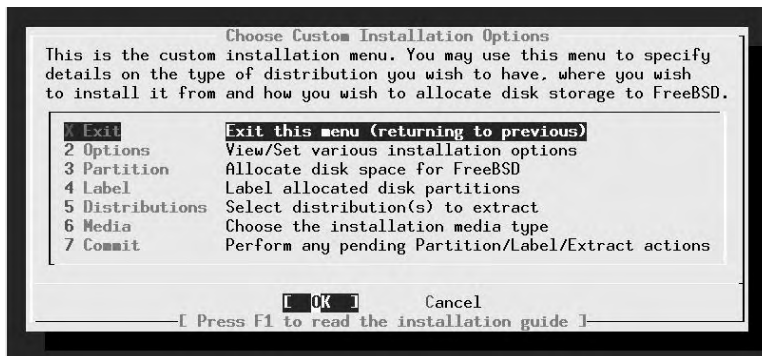 Choose Custom Installation Options
This is the custom installation menu. You may use this menu to specify
details on the type of distribution you wish to have, where you wish
to install it from and how you wish to allocate disk storage to FreeBSD.
X Exit Exit this menu (returning to previous)
2 Options View/Set various installation options
3 Partition Allocate disk space for FreeBSD
4 Label Label allocated disk partitions
5 Distributions Select distribution(s) to extract
6 Media Choose the installation media type
7 Commit Perform any pending Partition/Label/Extract actions
[ OK ] Cancel
[ Press F1 to read the installation guide ]